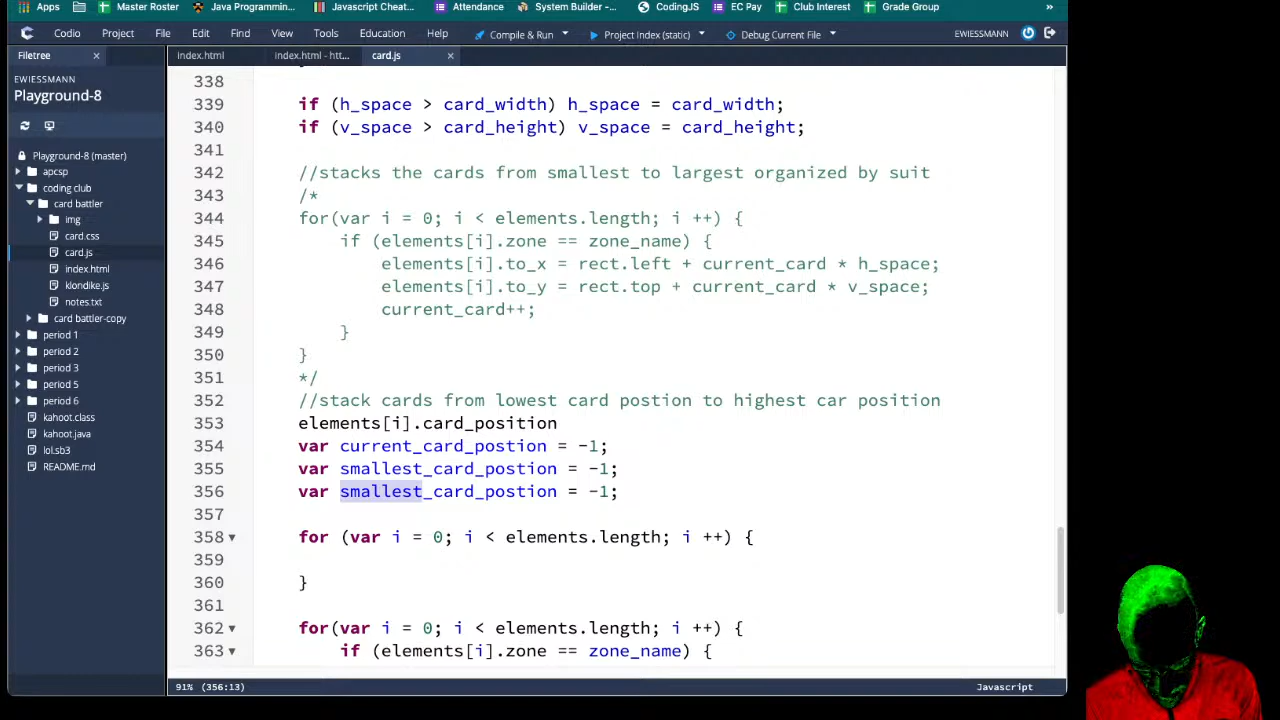 Apps Master Roster Java Programmin... Javascript Cheat... Attendance System Builder -... CodingJS EC Pay Club Interest Grade Group »
Codio Project File Edit Find View Tools Education Help Compile & Run Project Index (static) Debug Current File EWIESSMANN
Filetree × index.html index.html - htt... card.js ×
EWIESSMANN
Playground-8
Playground-8 (master)
apcsp
coding club
card battler
img
card.css
card.js
index.html
klondike.js
notes.txt
card battler-copy
period 1
period 2
period 3
period 5
period 6
kahoot.class
kahoot.java
lol.sb3
README.md
338
339 if (h_space > card_width) h_space = card_width;
340 if (v_space > card_height) v_space = card_height;
341
342 //stacks the cards from smallest to largest organized by suit
343 /*
344 for(var i = 0; i < elements.length; i ++) {
345 if (elements[i].zone == zone_name) {
346 elements[i].to_x = rect.left + current_card * h_space;
347 elements[i].to_y = rect.top + current_card * v_space;
348 current_card++;
349 }
350 }
351 */
352 //stack cards from lowest card postion to highest car position
353 elements[i].card_position
354 var current_card_postion = -1;
355 var smallest_card_postion = -1;
356 var smallest_card_postion = -1;
357
358 for (var i = 0; i < elements.length; i ++) {
359
360 }
361
362 for(var i = 0; i < elements.length; i ++) {
363 if (elements[i].zone == zone_name) {
91% (356:13) Javascript